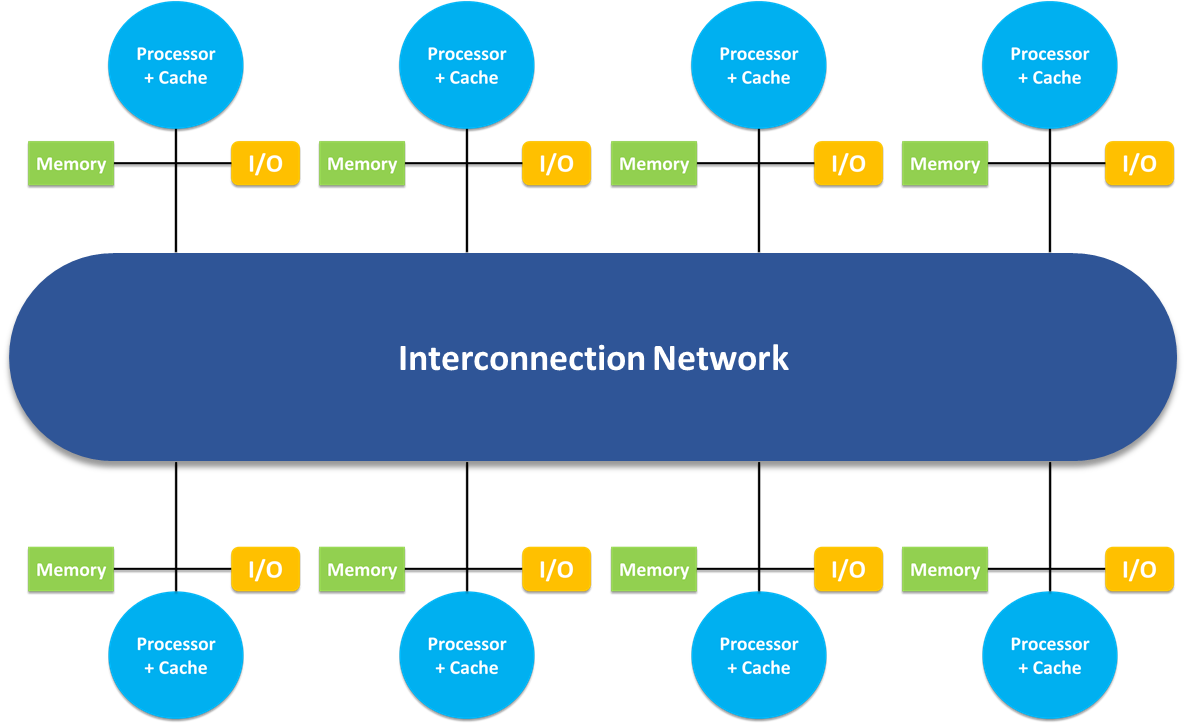 Processor
+ Cache
Processor
+ Cache
Processor
+ Cache
Processor
+ Cache
Memory
I/O
Memory
I/O
Memory
I/O
Memory
I/O
Interconnection Network
Memory
I/O
Memory
I/O
Memory
I/O
Memory
I/O
Processor
+ Cache
Processor
+ Cache
Processor
+ Cache
Processor
+ Cache